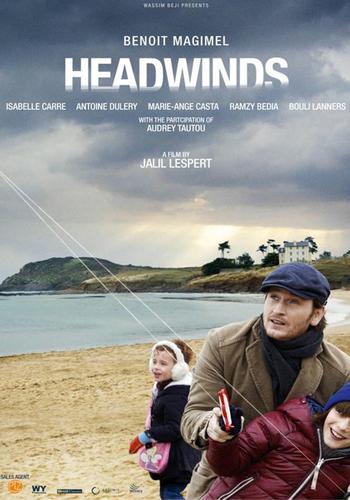 WASSIM BEJI PRESENTS
BENOIT MAGIMEL
HEADWINDS
ISABELLE CARRE ANTOINE DULERY MARIE-ANGE CASTA RAMZY BEDIA BOULI LANNERS
WITH THE PARTCIPATION OF
AUDREY TAUTOU
A FILM BY
JALIL LESPERT
SALES AGENT
WY